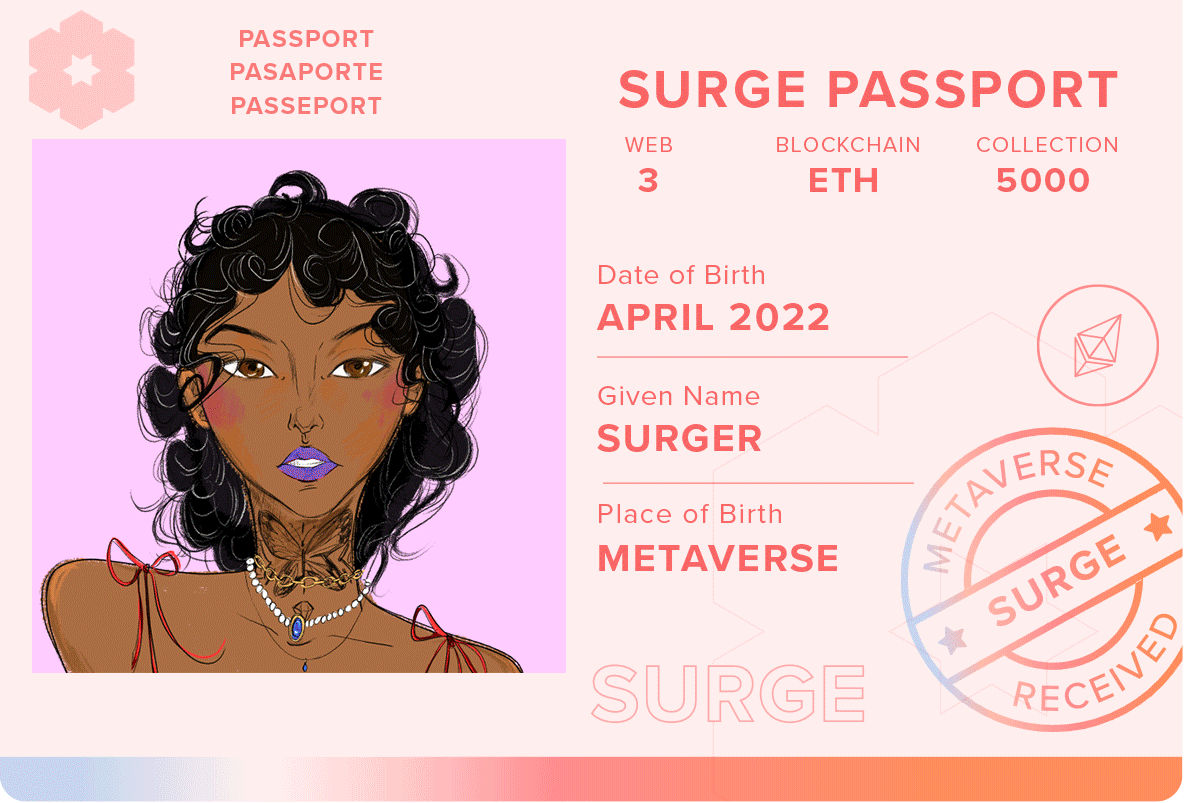 PASSPORT
PASAPORTE
PASSEPORT
SURGE PASSPORT
WEB
3
BLOCKCHAIN
ETH
COLLECTION
5000
Date of Birth
APRIL 2022
Given Name
SURGER
Place of Birth
METAVERSE
METAVERSE
SURGE
RECEIVED
SURGE